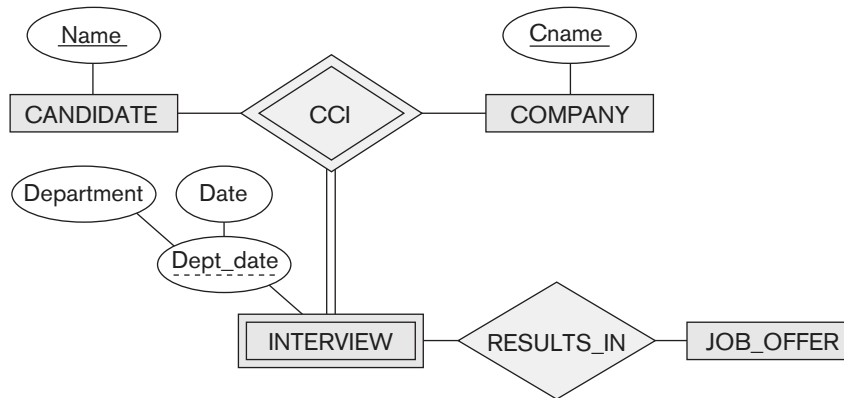 Name
Cname
CANDIDATE
CCI
COMPANY
Department
Date
Dept_date
INTERVIEW
RESULTS_IN
JOB_OFFER